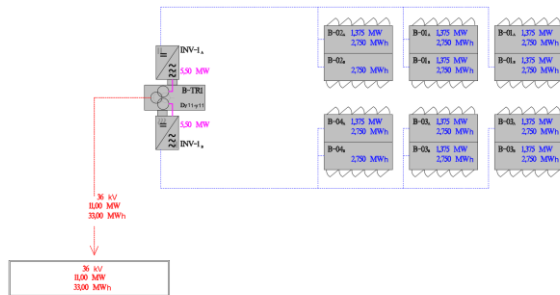 INV-1.
5,50 MW
B-TR1
Dy11-y11
5,50 MW
INV-1.
B-02. 1,375 MW
2,750 MWh
B-02.
2,750 MWh
B-01. 1,375 MW
2,750 MWh
B-01. 1,375 MW
2,750 MWh
B-01. 1,375 MW
2,750 MWh
B-01. 1,375 MW
2,750 MWh
B-04. 1,375 MW
2,750 MWh
B-04.
B-03. 1,375 MW
2,750 MWh
B-03. 1,375 MW
2,750 MWh
B-03. 1,375 MW
2,750 MWh
B-03. 1,375 MW
2,750 MWh
36 kV
11,00 MW
33,00 MWh
36 kV
11,00 MW
33,00 MWh